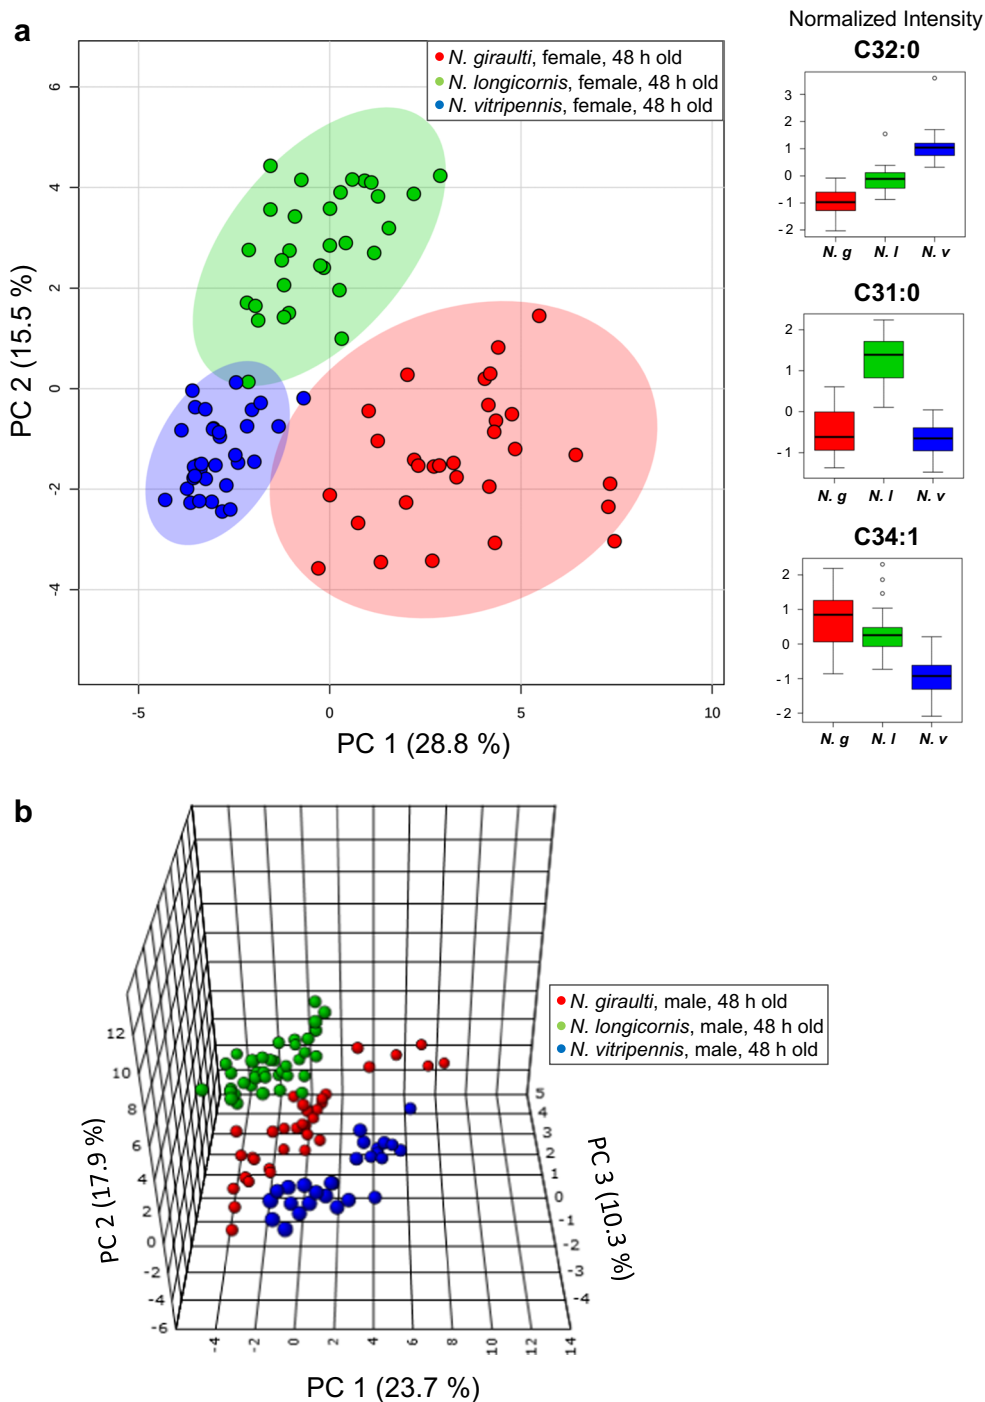 a
N. giraulti, female, 48 h old
N. longicornis, female, 48 h old
N. vitripennis, female, 48 h old
6
4
2
0
-2
-4
PC 2 (15.5 %)
-5
0
5
10
PC 1 (28.8 %)
Normalized Intensity
C32:0
3
2
1
0
-1
-2
N. g
N. l
N. v
C31:0
2
1
0
-1
N. g
N. l
N. v
C34:1
2
1
0
-1
-2
N. g
N. l
N. v
b
N. giraulti, male, 48 h old
N. longicornis, male, 48 h old
N. vitripennis, male, 48 h old
12
10
8
6
4
2
0
-2
-4
-6
PC 2 (17.9 %)
5
4
3
2
1
0
-1
-2
-3
-4
PC 3 (10.3 %)
-4
-2
0
2
4
6
8
10
12
14
PC 1 (23.7 %)